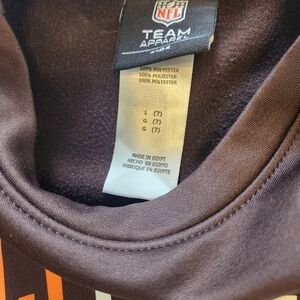 NFL
TEAM
APPAREL
KIDS
100% POLYESTER
100% POLIÉSTER
100% POLYESTER
L (7)
G (7)
G (7)
MADE IN EGYPT
HECHO EN EGIPTO
FABRIQUÉ EN ÉGYPTE